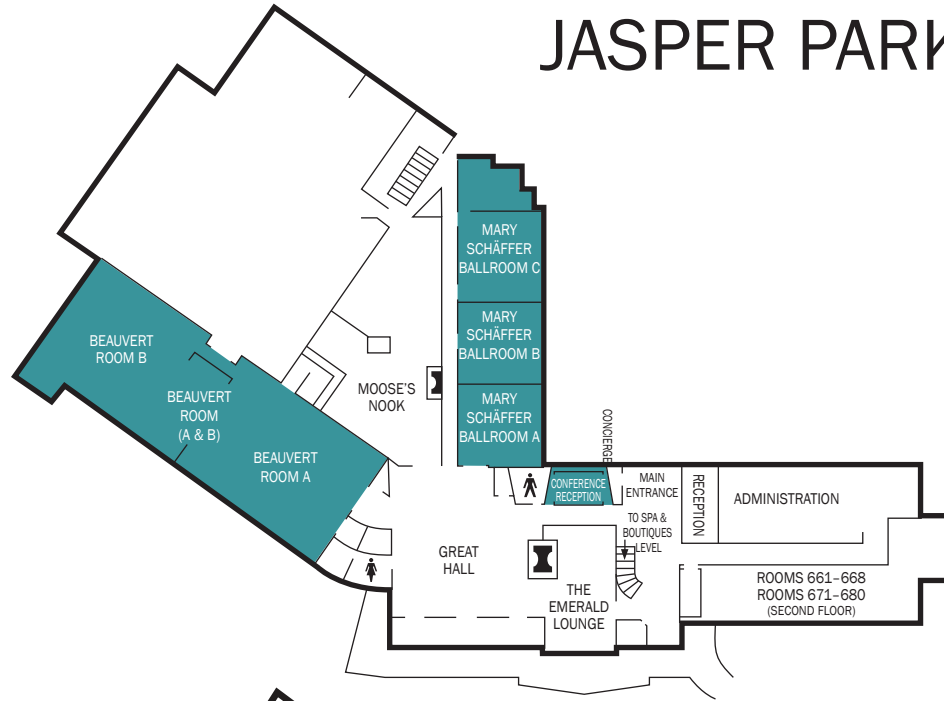 JASPER PARK
MARY
SCHÄFFER
BALLROOM C
MARY
SCHÄFFER
BALLROOM B
MARY
SCHÄFFER
BALLROOM A
BEAUVERT
ROOM B
BEAUVERT
ROOM
(A & B)
BEAUVERT
ROOM A
MOOSE'S
NOOK
CONCIERGE
CONFERENCE
RECEPTION
MAIN
ENTRANCE
RECEPTION
ADMINISTRATION
TO SPA &
BOUTIQUES
LEVEL
GREAT
HALL
THE
EMERALD
LOUNGE
ROOMS 661–668
ROOMS 671–680
(SECOND FLOOR)